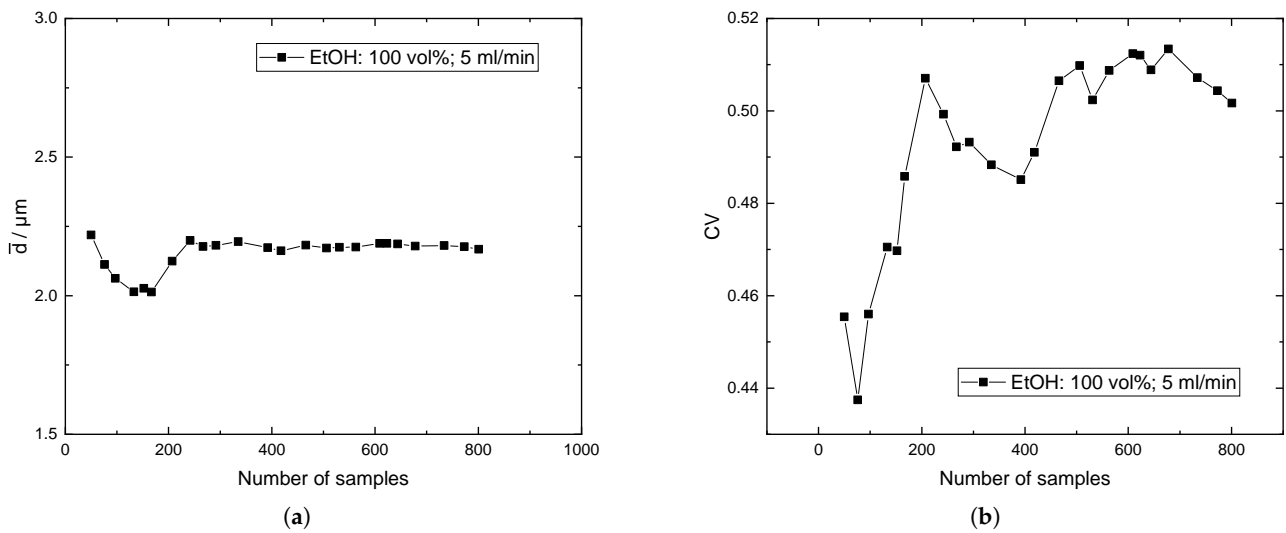 3.0
2.5
2.0
1.5
d̅ / µm
EtOH: 100 vol%; 5 ml/min
0 200 400 600 800 1000
Number of samples
(a)
0.52
0.50
0.48
0.46
0.44
CV
EtOH: 100 vol%; 5 ml/min
0 200 400 600 800
Number of samples
(b)